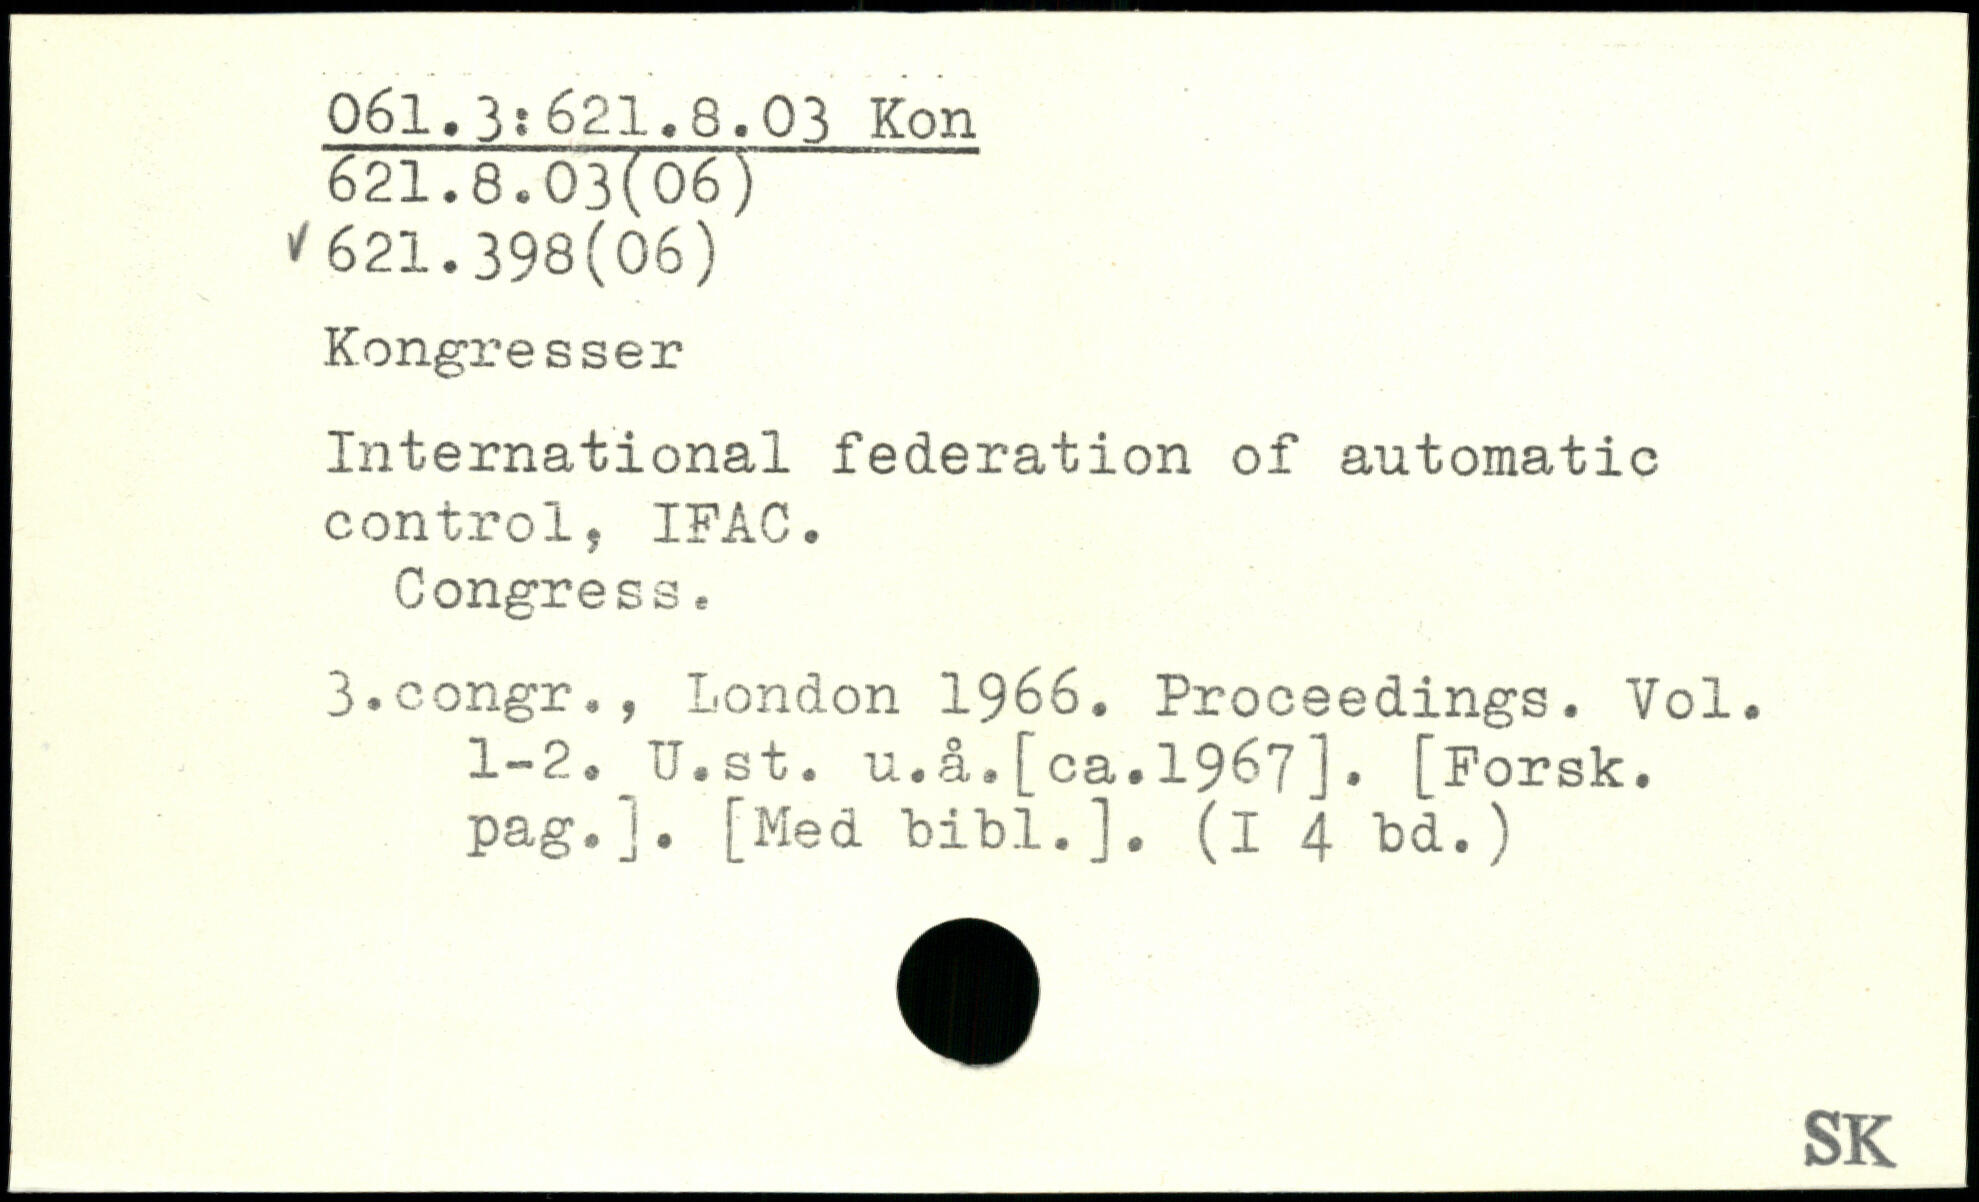 061.3:621.8.03 Kon
621.8.03(06)
✓ 621.398(06)
Kongresser
International federation of automatic
control, IFAC.
Congress.
3.congr., London 1966. Proceedings. Vol.
1-2. U.st. u.å.[ca.1967]. [Forsk.
pag.]. [Med bibl.]. (I 4 bd.)
SK